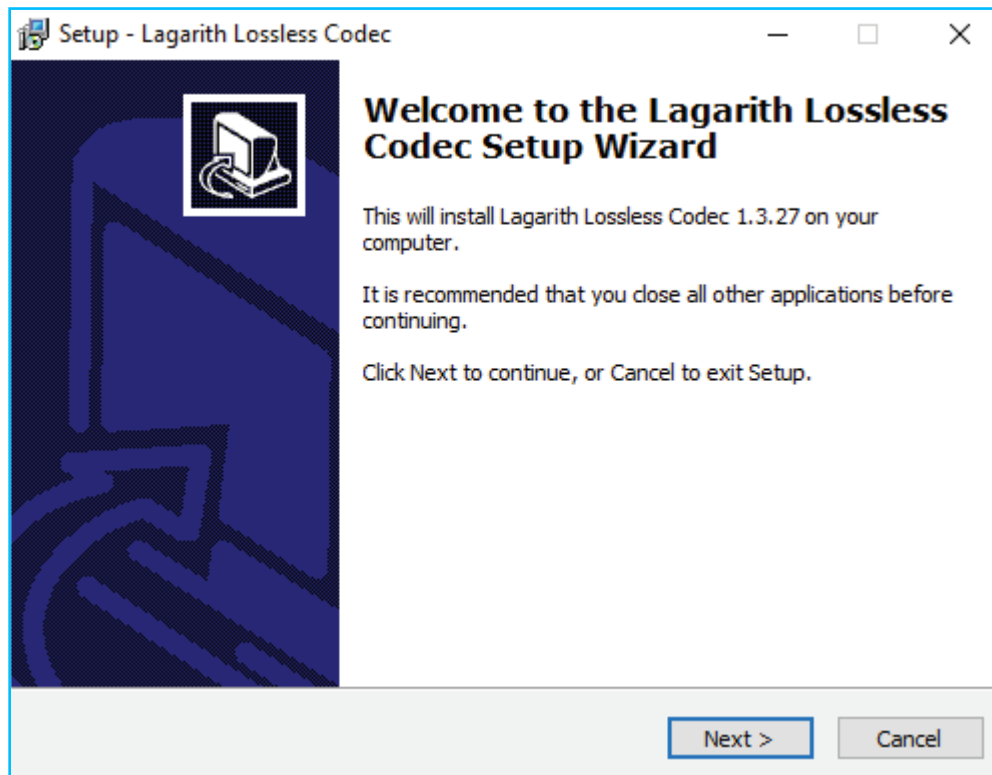 Setup - Lagarith Lossless Codec
Welcome to the Lagarith Lossless
Codec Setup Wizard
This will install Lagarith Lossless Codec 1.3.27 on your
computer.
It is recommended that you close all other applications before
continuing.
Click Next to continue, or Cancel to exit Setup.
Next >
Cancel